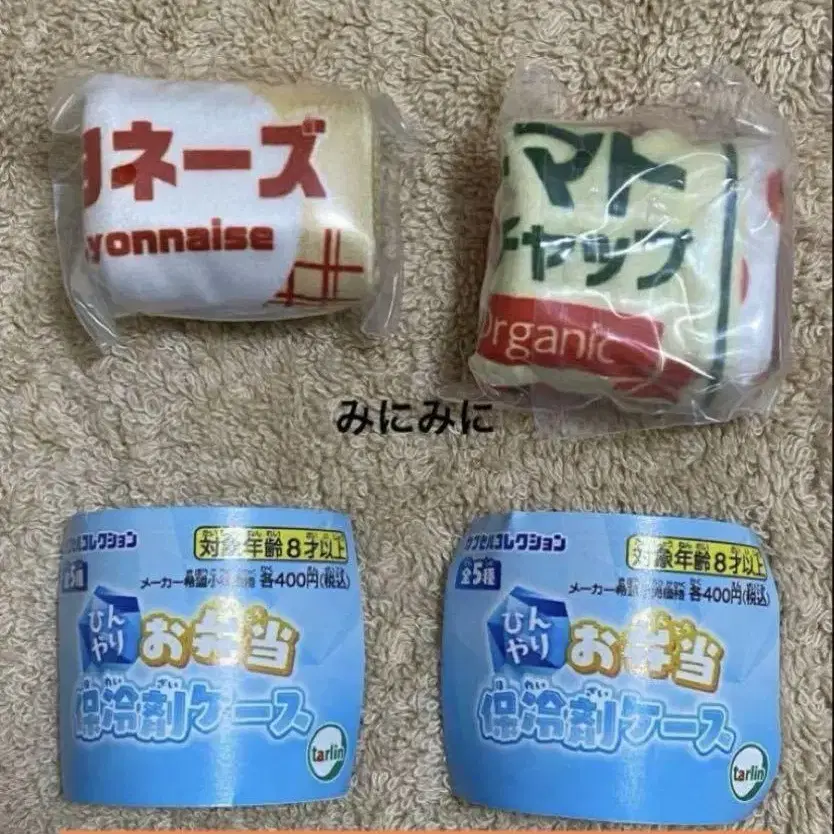 ヨネーズ
yonnaise
マト
チャップ
Organic
みにみに
カプセルコレクション
対象年齢8才以上
全5種
メーカー希望小売価格 各400円(税込)
ひんやり
お弁当
保冷剤ケース
tarlin
カプセルコレクション
対象年齢8才以上
全5種
メーカー希望小売価格 各400円(税込)
ひんやり
お弁当
保冷剤ケース
tarlin